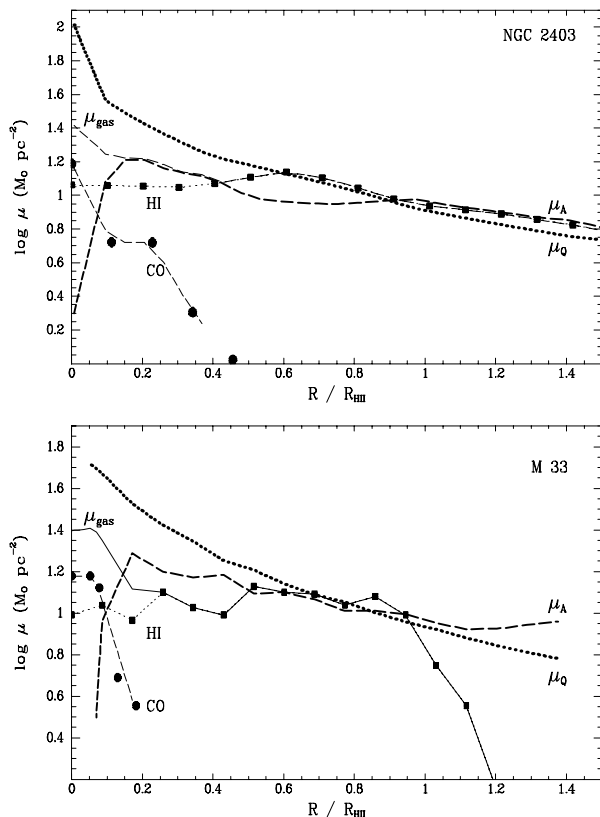 NGC 2403
2
1.8
1.6
1.4
1.2
1
0.8
0.6
0.4
0.2
log μ (M⊙ pc⁻²)
μgas
HI
CO
μA
μQ
0 0.2 0.4 0.6 0.8 1 1.2 1.4
R / RHII
M 33
1.8
1.6
1.4
1.2
1
0.8
0.6
0.4
log μ (M⊙ pc⁻²)
μgas
HI
CO
μA
μQ
0 0.2 0.4 0.6 0.8 1 1.2 1.4
R / RHII